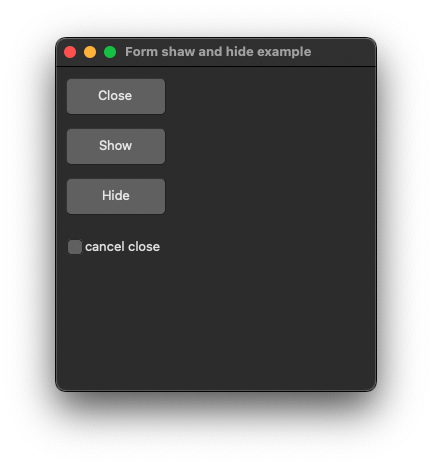 Form shaw and hide example
Close
Show
Hide
cancel close